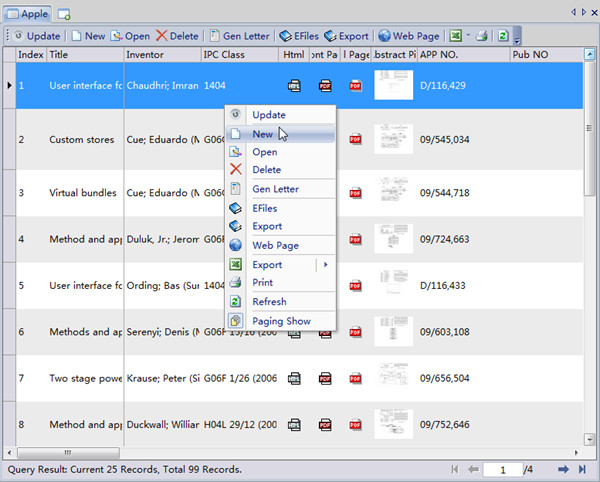 Apple
Update New Open Delete Gen Letter EFiles Export Web Page
Index Title Inventor IPC Class Html ont Pa l Page bstract Pi APP NO. Pub NO
1 User interface fo Chaudhri; Imran 1404 D/116,429
Update
New
2 Custom stores Cue; Eduardo (M G06 09/545,034
Open
Delete
Gen Letter
3 Virtual bundles Cue; Eduardo (M G06 09/544,718
EFiles
Export
4 Method and app Duluk, Jr.; Jerom G06 09/724,663
Web Page
Export
5 User interface fo Ording; Bas (Sun 1404 D/116,433
Print
Refresh
Paging Show
6 Methods and ap Serenyi; Denis (M G06F 15/16 (2006 09/603,108
7 Two stage powe Krause; Peter (Si G06F 1/26 (2006 09/656,504
8 Method and app Duckwall; Willian H04L 29/12 (200 09/752,646
Query Result: Current 25 Records, Total 99 Records. 1 /4